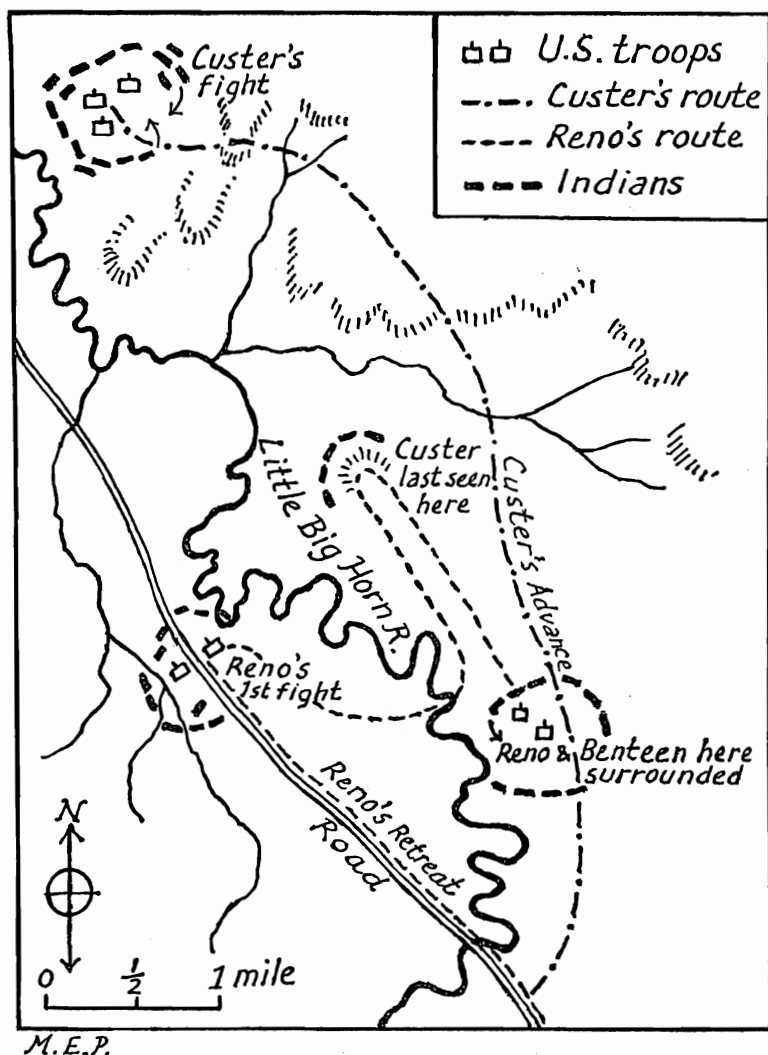 Custer's
fight
U.S. troops
Custer's route
Reno's route
Indians
Custer
last seen
here
Custer's Advance
Little Big Horn R.
Reno's
1st fight
Reno & Benteen here
surrounded
Reno's Retreat
Road
N
0 1/2 1 mile
M.E.P.